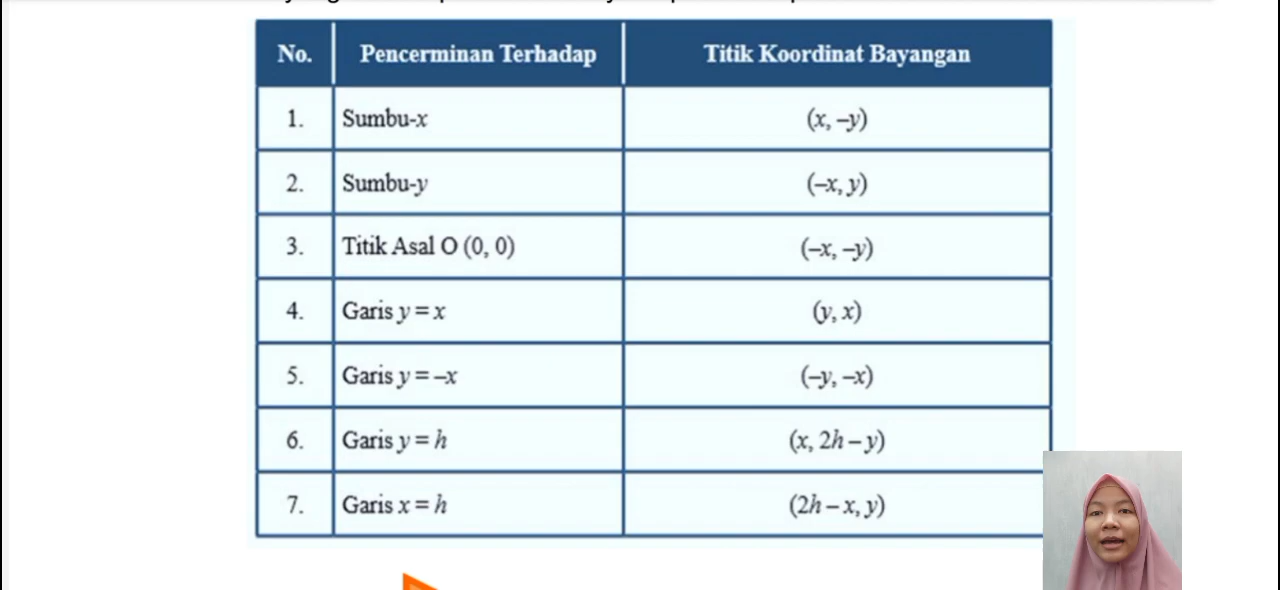 No. Pencerminan Terhadap Titik Koordinat Bayangan
1. Sumbu-x (x, –y)
2. Sumbu-y (–x, y)
3. Titik Asal O (0, 0) (–x, –y)
4. Garis y = x (y, x)
5. Garis y = –x (–y, –x)
6. Garis y = h (x, 2h – y)
7. Garis x = h (2h – x, y)